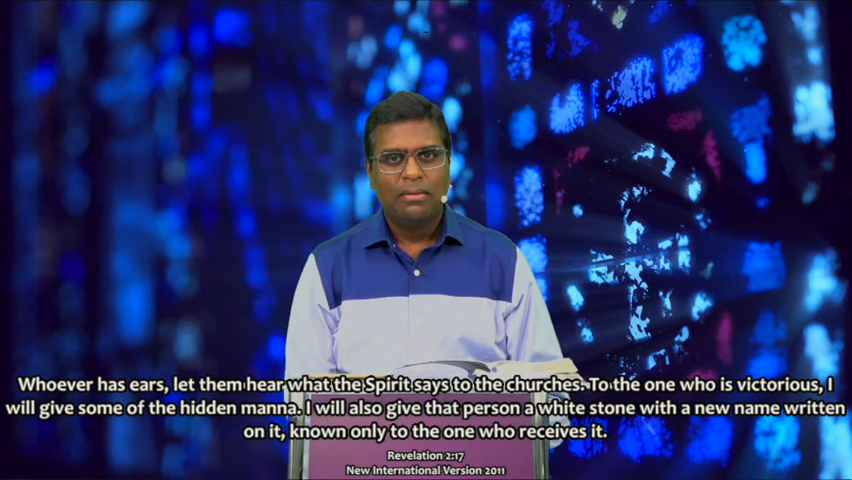 Whoever has ears, let them hear what the Spirit says to the churches. To the one who is victorious, I
will give some of the hidden manna. I will also give that person a white stone with a new name written
on it, known only to the one who receives it.
Revelation 2:17
New International Version 2011